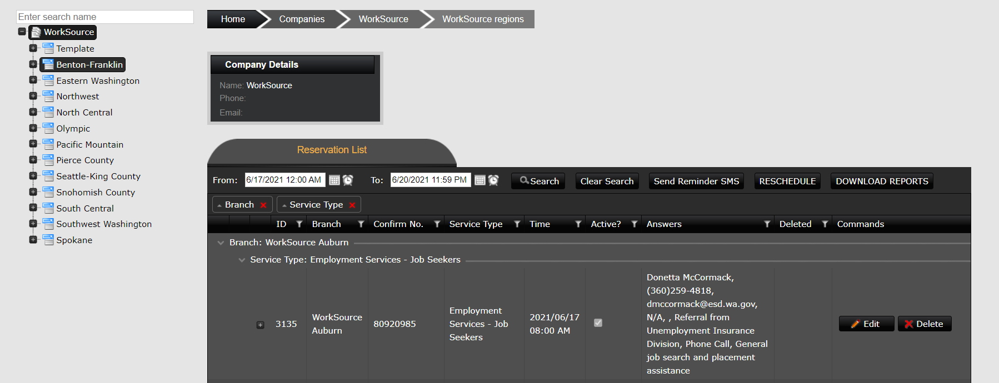 Enter search name
WorkSource
Template
Benton-Franklin
Eastern Washington
Northwest
North Central
Olympic
Pacific Mountain
Pierce County
Seattle-King County
Snohomish County
South Central
Southwest Washington
Spokane
Home Companies WorkSource WorkSource regions
Company Details
Name: WorkSource
Phone:
Email:
Reservation List
From: 6/17/2021 12:00 AM To: 6/20/2021 11:59 PM Search Clear Search Send Reminder SMS RESCHEDULE DOWNLOAD REPORTS
Branch Service Type
ID Branch Confirm No. Service Type Time Active? Answers Deleted Commands
Branch: WorkSource Auburn
Service Type: Employment Services - Job Seekers
3135
WorkSource
Auburn
80920985
Employment
Services - Job
Seekers
2021/06/17
08:00 AM
Donetta McCormack,
(360)259-4818,
dmccormack@esd.wa.gov,
N/A, , Referral from
Unemployment Insurance
Division, Phone Call, General
job search and placement
assistance
Edit Delete